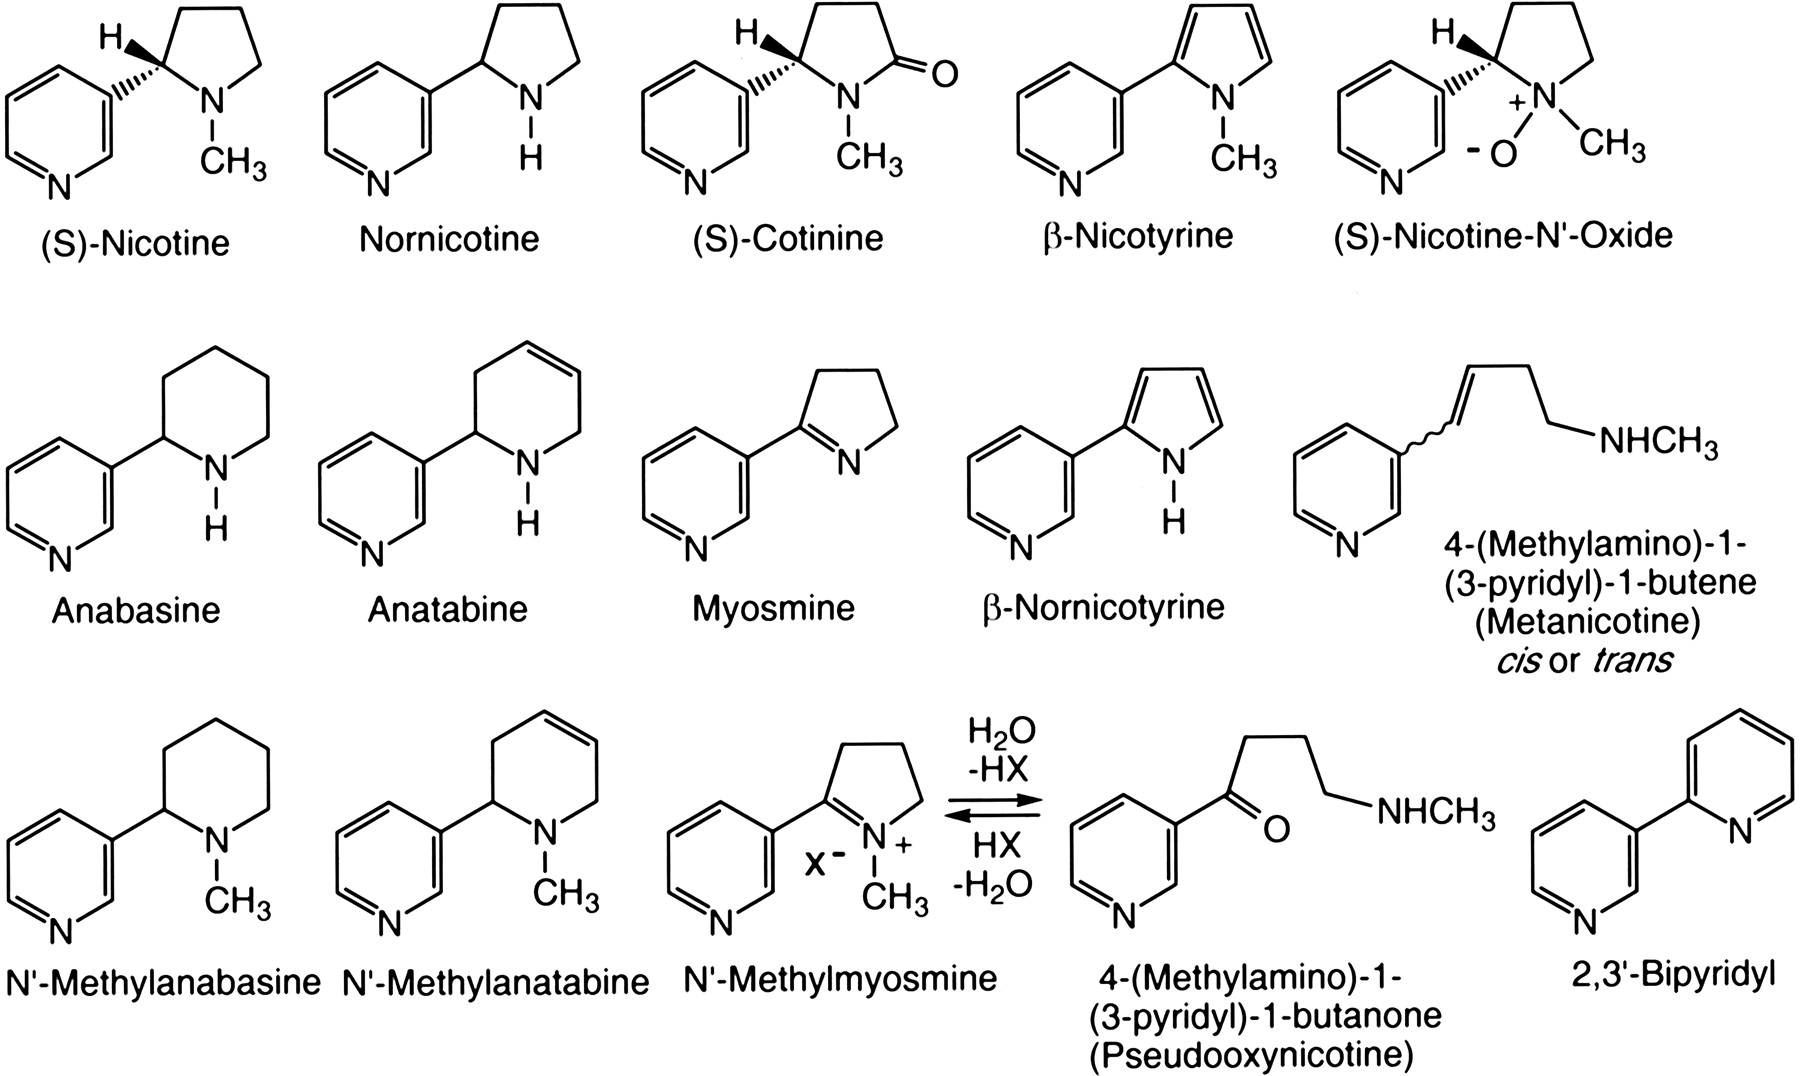 H
N
N
CH3
(S)-Nicotine
N
N
H
Nornicotine
H
O
N
N
CH3
(S)-Cotinine
N
N
CH3
β-Nicotyrine
H
+
N
-O
CH3
N
(S)-Nicotine-N'-Oxide
N
H
N
Anabasine
N
H
N
Anatabine
N
N
Myosmine
N
H
N
β-Nornicotyrine
NHCH3
N
4-(Methylamino)-1-
(3-pyridyl)-1-butene
(Metanicotine)
cis or trans
N
CH3
N
N'-Methylanabasine
N
CH3
N
N'-Methylanatabine
N+
X-
CH3
N
N'-Methylmyosmine
H2O
-HX
HX
-H2O
O
NHCH3
N
4-(Methylamino)-1-
(3-pyridyl)-1-butanone
(Pseudooxynicotine)
N
N
2,3'-Bipyridyl